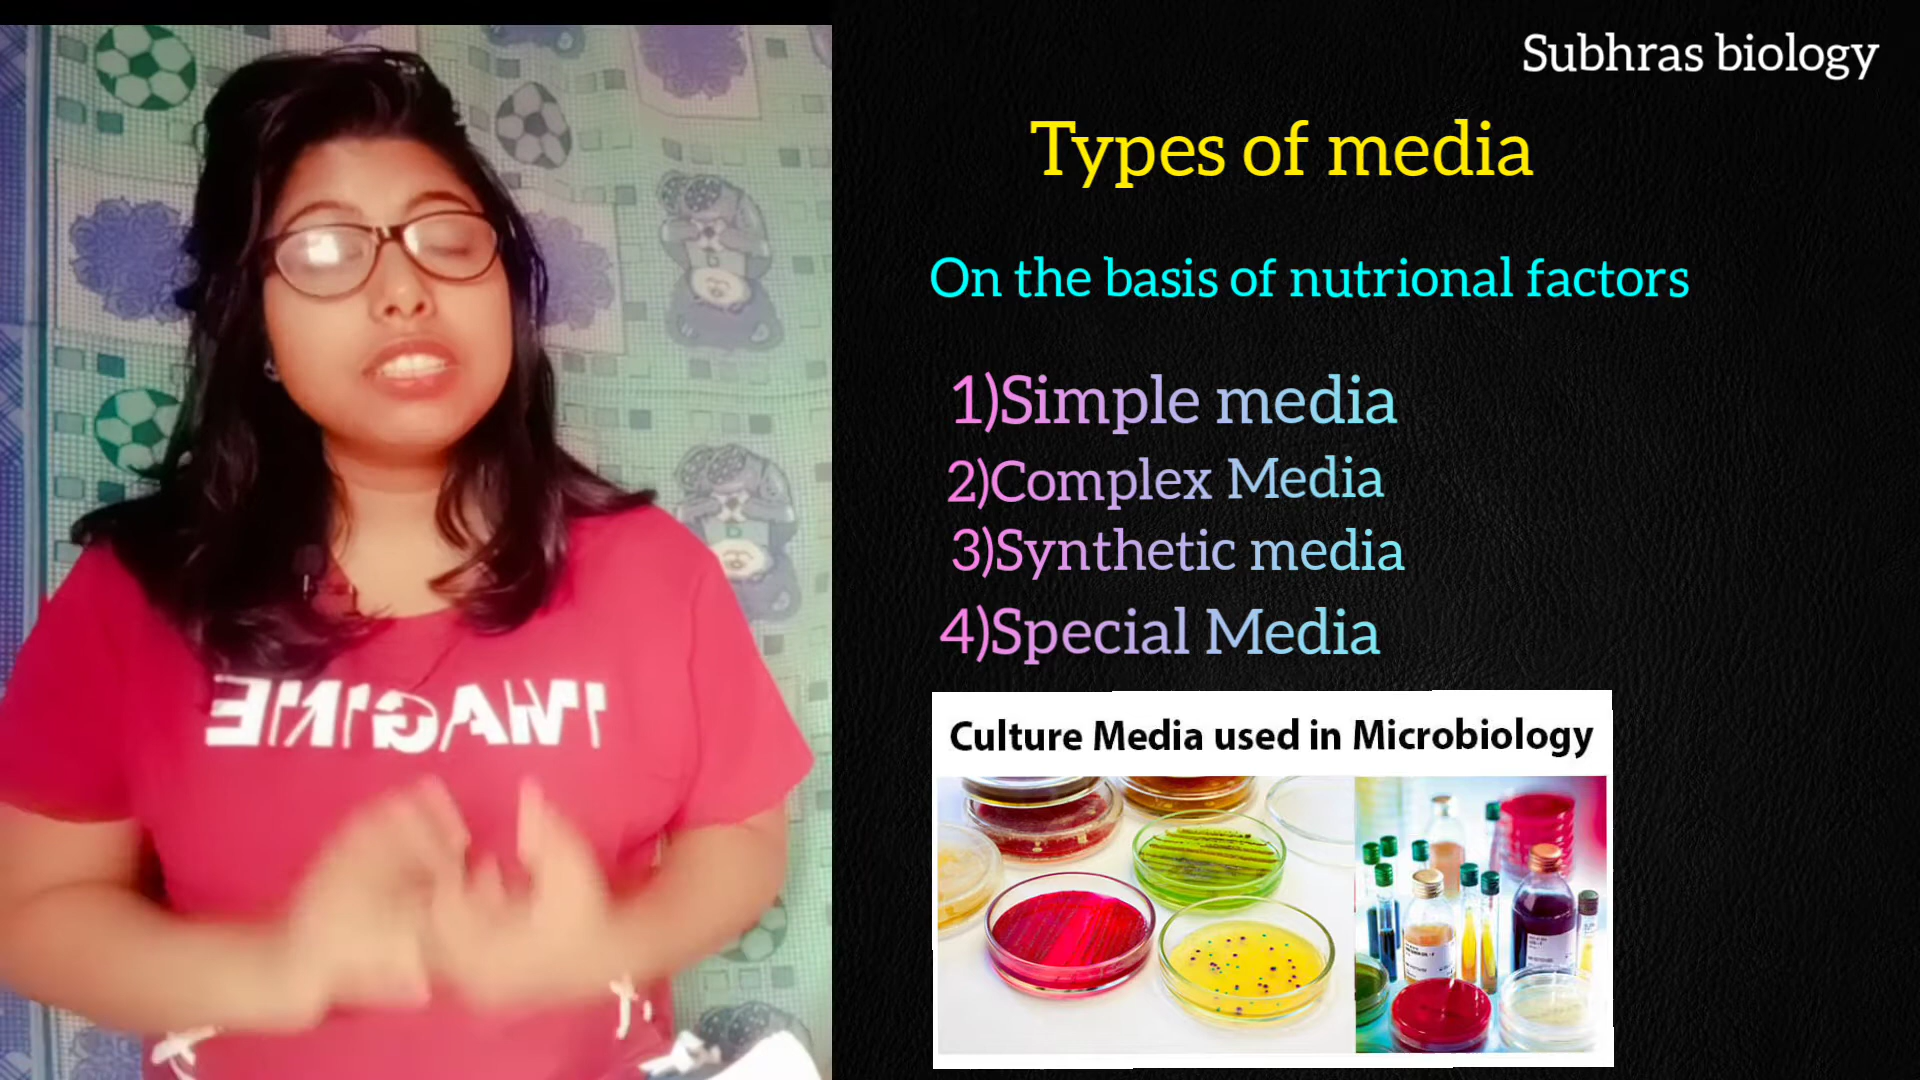 Subhras biology
Types of media
On the basis of nutrional factors
1)Simple media
2)Complex Media
3)Synthetic media
4)Special Media
IMAGINE
Culture Media used in Microbiology